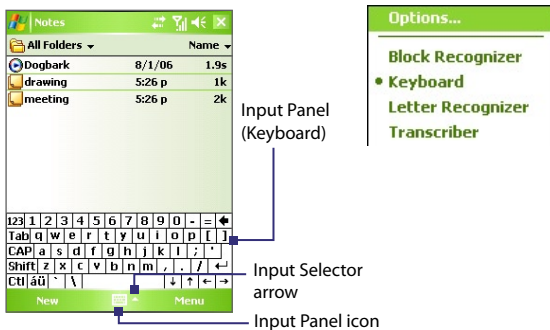 Notes
All Folders Name
Dogbark 8/1/06 1.9s
drawing 5:26 p 1k
meeting 5:26 p 2k
123 1 2 3 4 5 6 7 8 9 0 - =
Tab q w e r t y u i o p [ ]
CAP a s d f g h j k l ; '
Shift z x c v b n m , . /
Ctl áü ` \
New Menu
Input Panel
(Keyboard)
Input Selector
arrow
Input Panel icon
Options...
Block Recognizer
Keyboard
Letter Recognizer
Transcriber